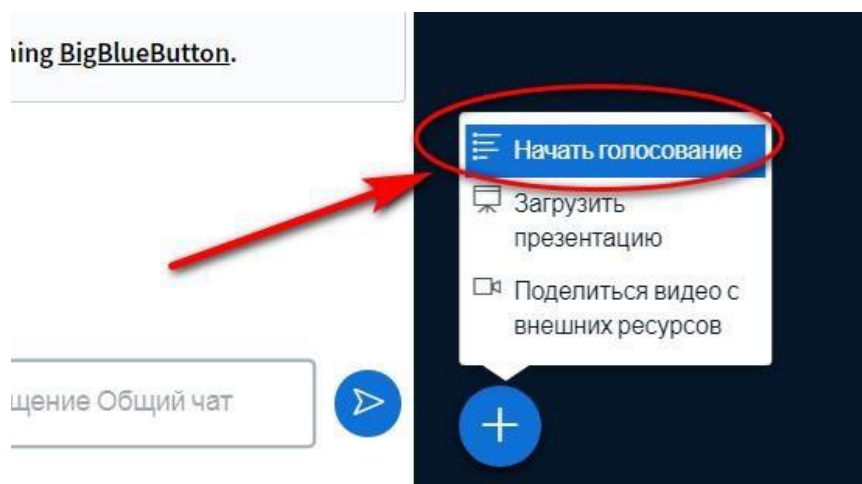 ning BigBlueButton.
Начать голосование
Загрузить
презентацию
Поделиться видео с
внешних ресурсов
щение Общий чат